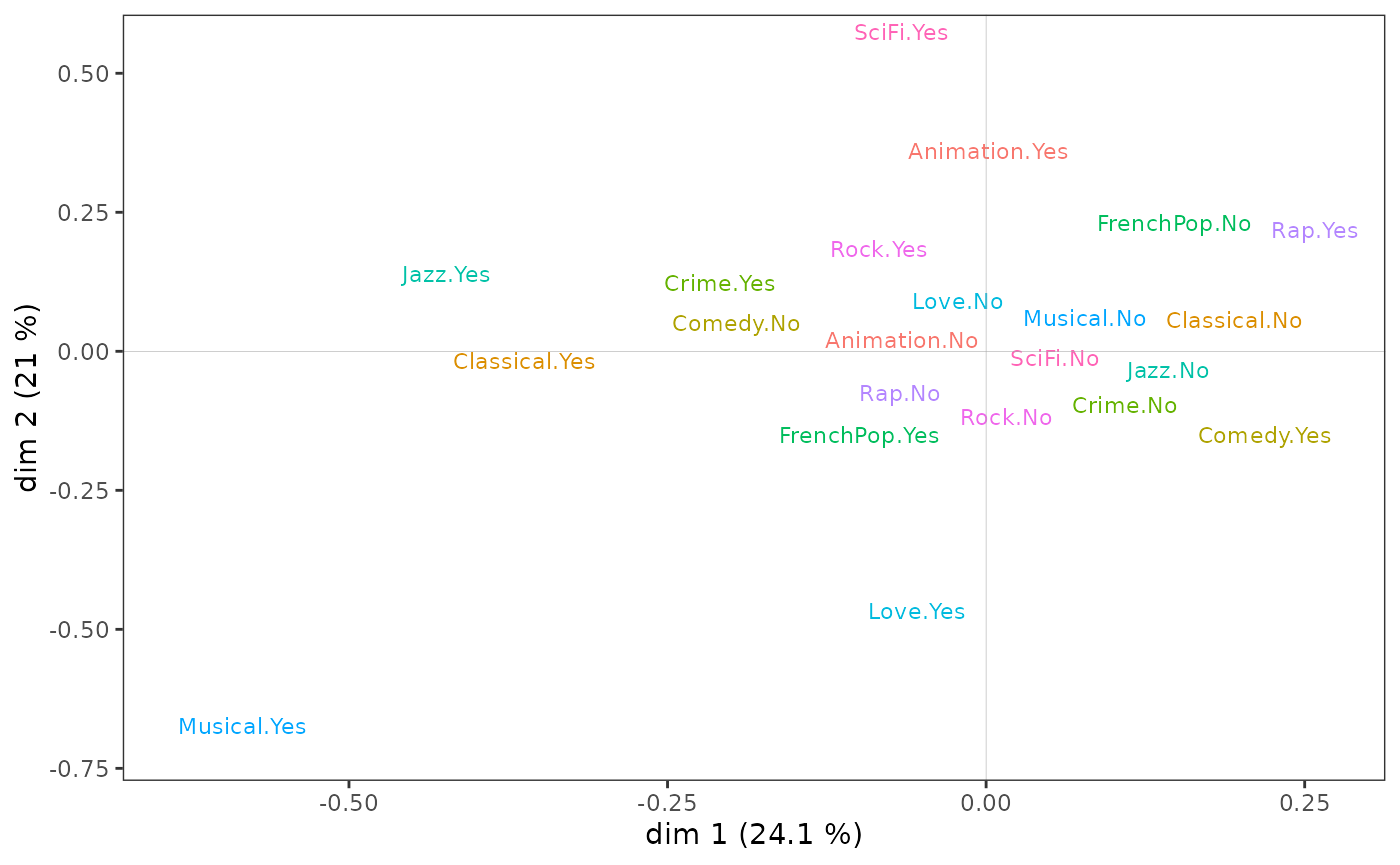 SciFi.Yes
0.50
Animation.Yes
0.25
FrenchPop.No
Rap.Yes
Rock.Yes
Jazz.Yes
Crime.Yes
Love.No
Musical.No
Classical.No
Comedy.No
Animation.No
0.00
SciFi.No
Classical.Yes
Jazz.No
Rap.No
Crime.No
Rock.No
FrenchPop.Yes
Comedy.Yes
-0.25
Love.Yes
-0.50
Musical.Yes
-0.75
dim 2 (21 %)
-0.50
-0.25
0.00
0.25
dim 1 (24.1 %)